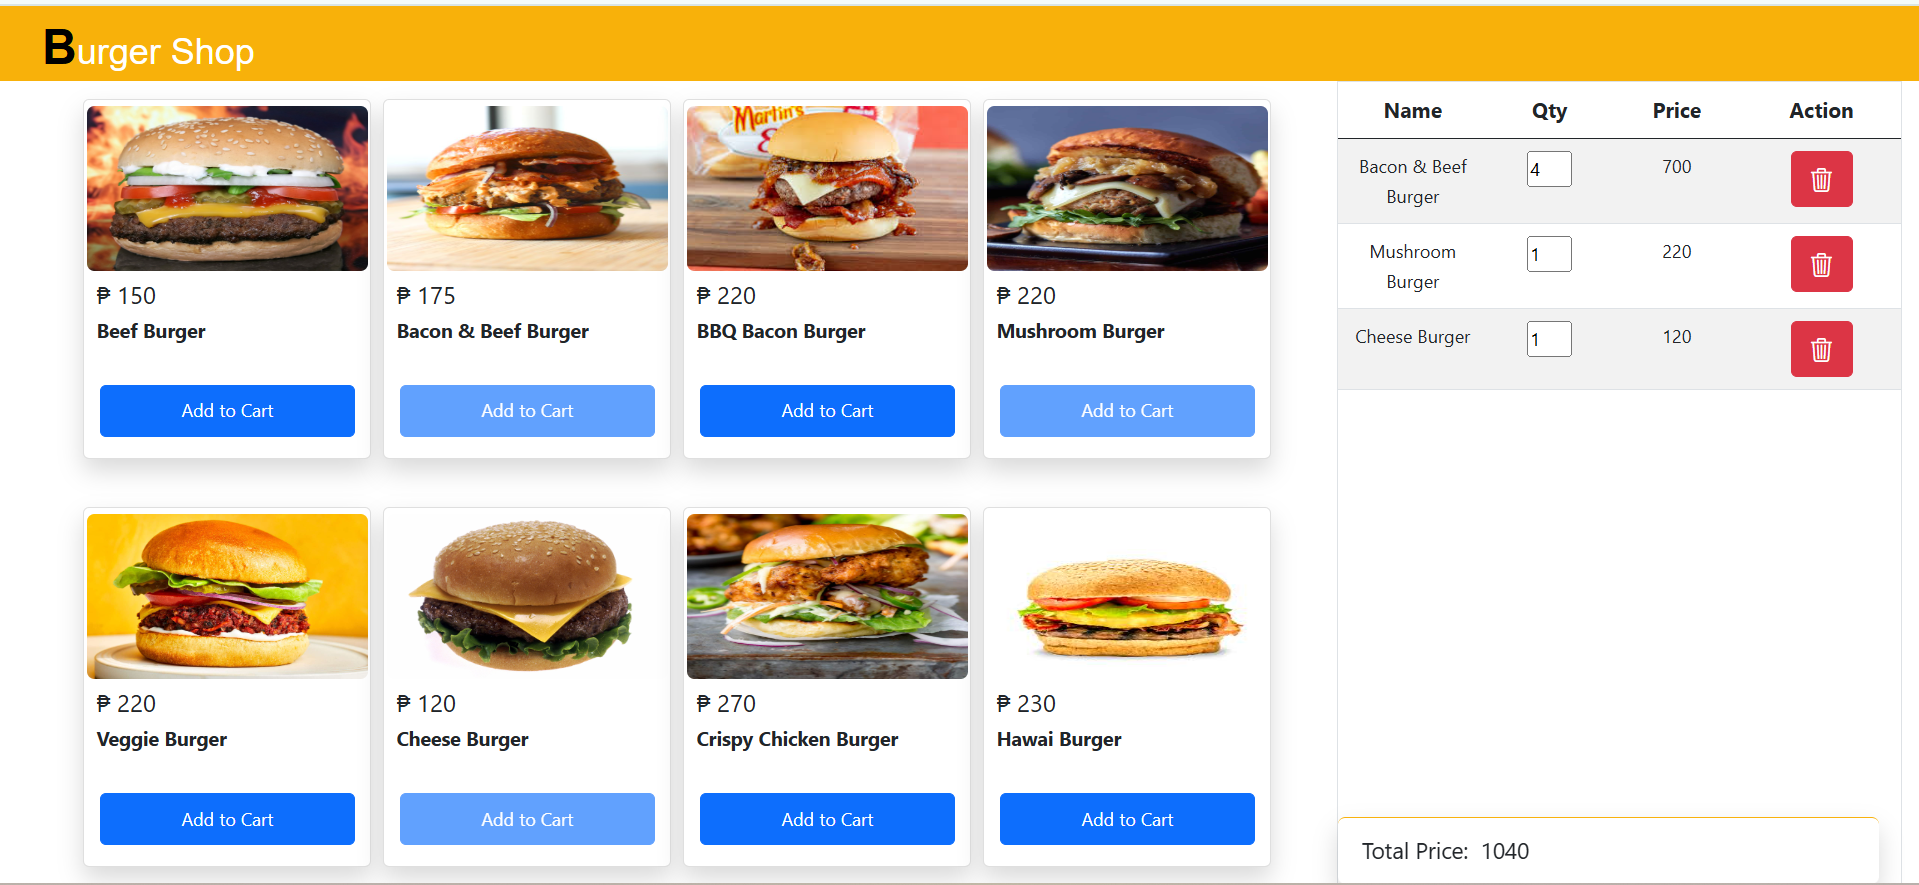 Burger Shop
Martin's
₱ 150
Beef Burger
Add to Cart
₱ 175
Bacon & Beef Burger
Add to Cart
₱ 220
BBQ Bacon Burger
Add to Cart
₱ 220
Mushroom Burger
Add to Cart
₱ 220
Veggie Burger
Add to Cart
₱ 120
Cheese Burger
Add to Cart
₱ 270
Crispy Chicken Burger
Add to Cart
₱ 230
Hawai Burger
Add to Cart
Name Qty Price Action
Bacon & Beef
Burger
4 700
Mushroom
Burger
1 220
Cheese Burger 1 120
Total Price: 1040